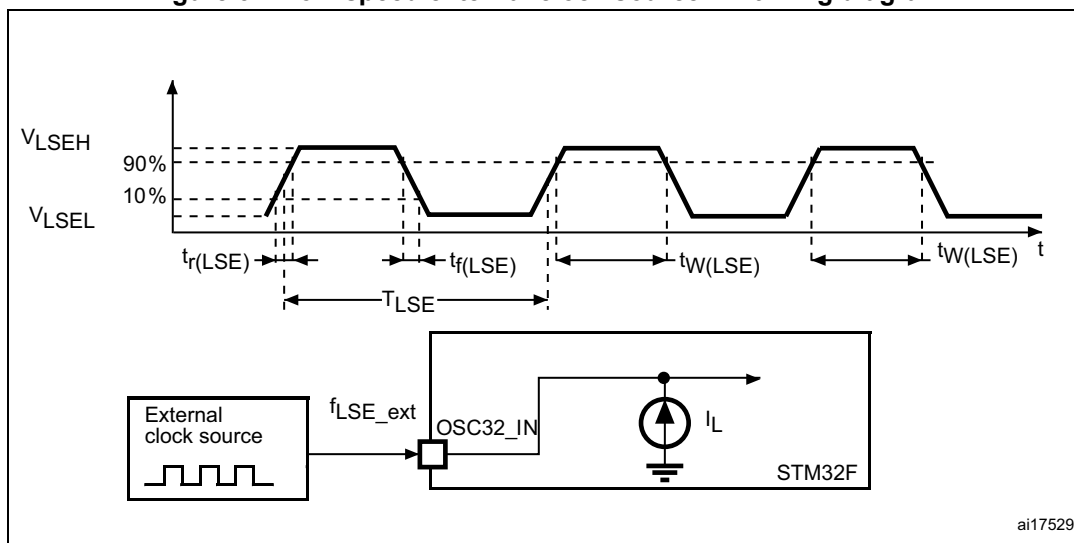 VLSEH
90%
10%
VLSEL
tr(LSE)
tf(LSE)
tW(LSE)
tW(LSE)
t
TLSE
External
clock source
fLSE_ext
OSC32_IN
IL
STM32F
ai17529